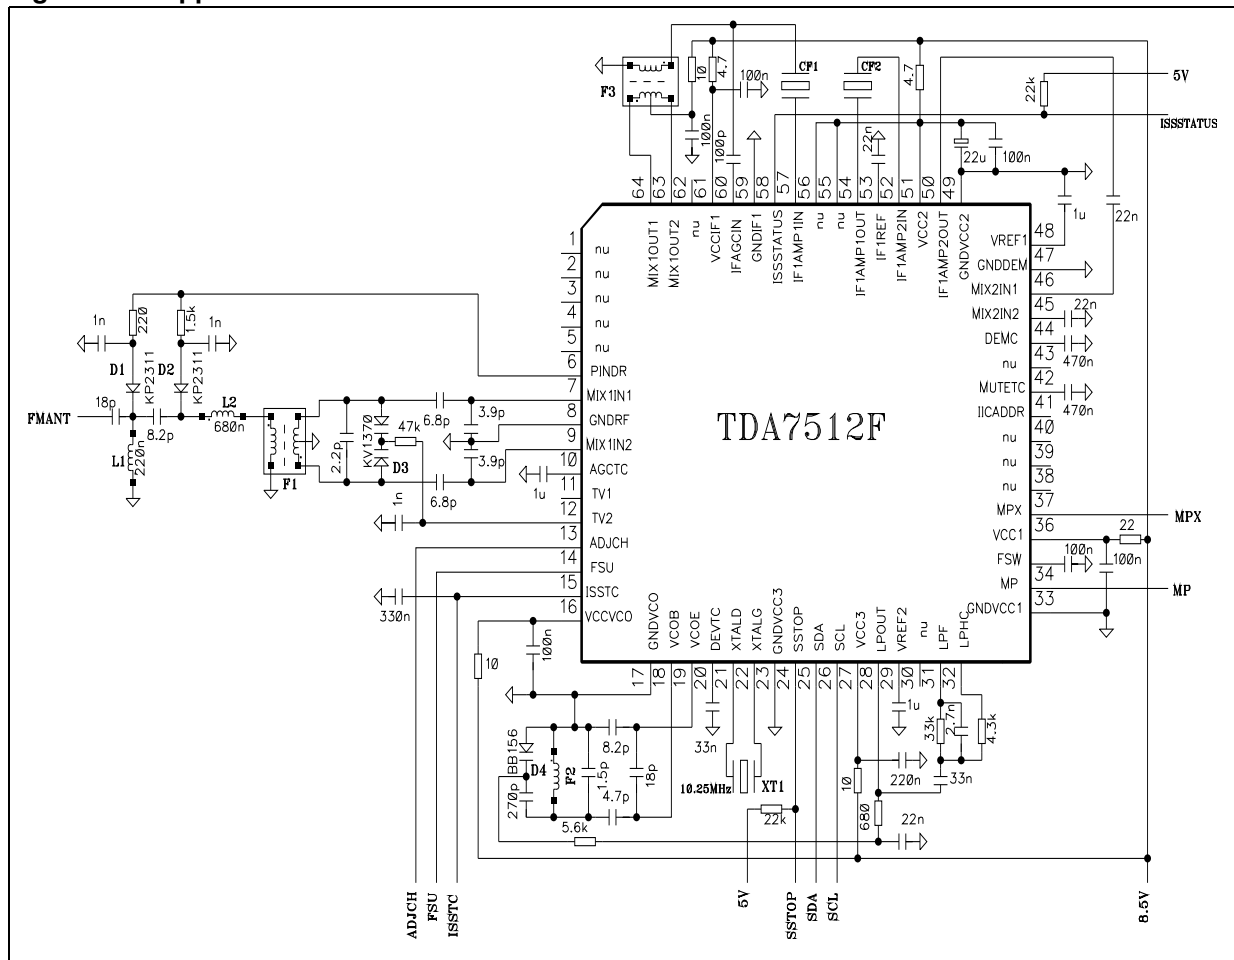 F3
10
4.7
100n
CF1
CF2
4.7
22k
5V
ISSSTATUS
100n
100p
22n
22u
100n
1u
22n
64
63
62
61
60
59
58
57
56
55
54
53
52
51
50
49
MIX1OUT1
MIX1OUT2
nu
VCCIF1
IFAGCIN
GNDIF1
ISSSTATUS
IF1AMP1IN
nu
nu
IF1AMP1OUT
IF1REF
IF1AMP2IN
VCC2
IF1AMP2OUT
GNDVCC2
1
nu
2
nu
3
nu
4
nu
5
nu
6
PINDR
7
MIX1IN1
8
GNDRF
9
MIX1IN2
10
AGCTC
11
TV1
12
TV2
13
ADJCH
14
FSU
15
ISSTC
16
VCCVCO
TDA7512F
48
VREF1
47
GNDDEM
46
MIX2IN1
45
MIX2IN2
22n
44
DEMC
43
470n
nu
42
MUTETC
41
470n
IICADDR
40
nu
39
nu
38
nu
37
MPX
MPX
36
VCC1
22
FSW
100n
100n
34
MP
MP
33
GNDVCC1
1n
220
1.5k
1n
D1
KP2311
D2
KP2311
18p
L2
FMANT
8.2p
680n
L1
220n
F1
2.2p
KV1370
47k
D3
6.8p
3.9p
3.9p
6.8p
1u
1n
330n
100n
10
GNDVCO
VCOB
VCOE
DEVTC
XTALD
XTALG
GNDVCC3
SSTOP
SDA
SCL
VCC3
LPOUT
VREF2
nu
LPF
LPHC
17
18
19
20
21
22
23
24
25
26
27
28
29
30
31
32
BB156
D4
F2
1.5p
8.2p
18p
270p
4.7p
5.6k
33n
10.25MHz
XT1
22k
1u
33k
2.7n
4.3k
10
220n
33n
680
22n
ADJCH
FSU
ISSTC
5V
SSTOP
SDA
SCL
8.5V